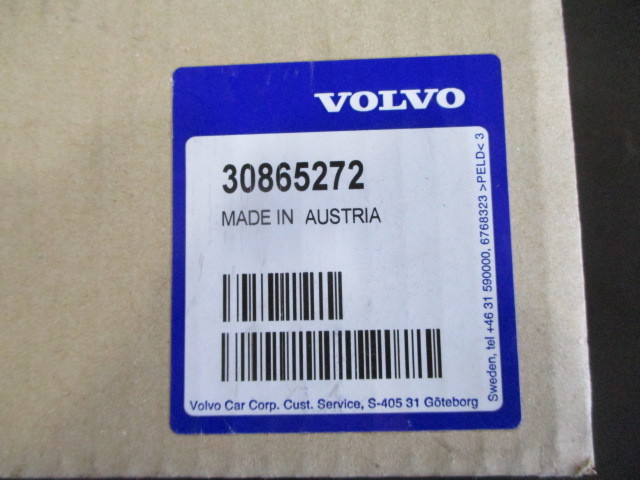 VOLVO
30865272
MADE IN AUSTRIA
Volvo Car Corp. Cust. Service, S-405 31 Göteborg
Sweden, tel +46 31 590000, 6768323 >PELD< 3